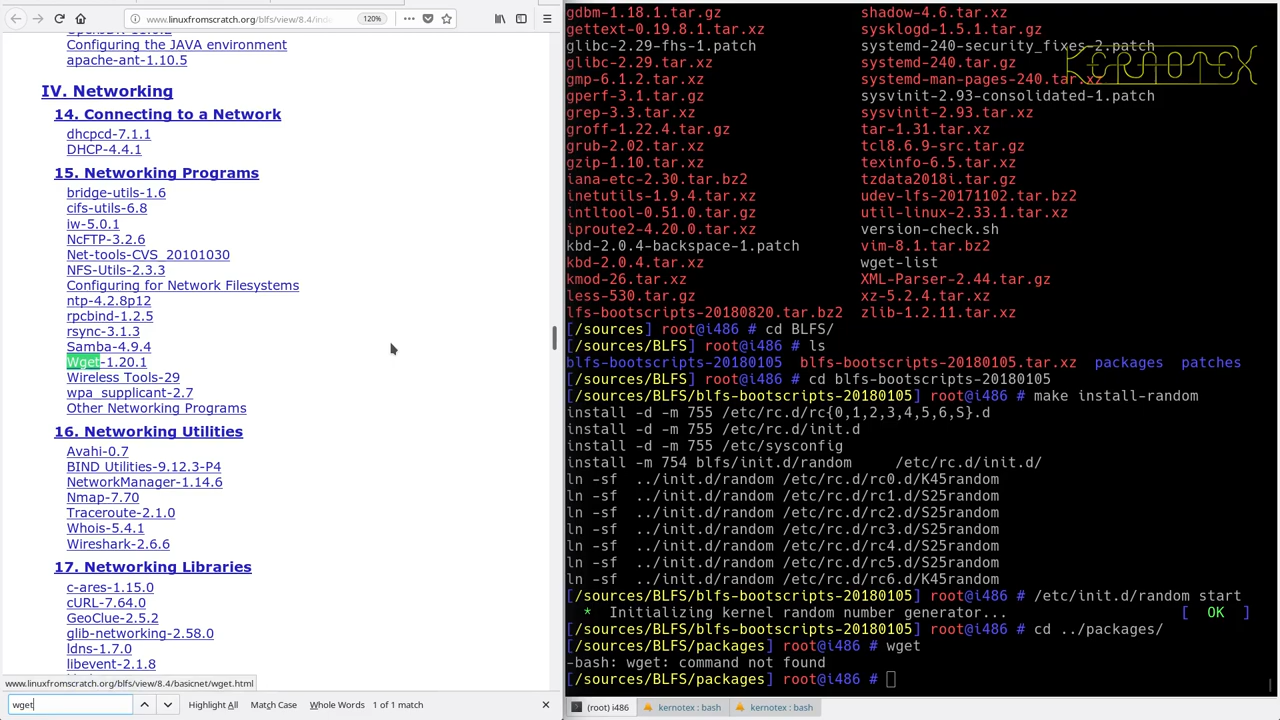 www.linuxfromscratch.org/blfs/view/8.4/inde
120%
Configuring the JAVA environment
apache-ant-1.10.5
IV. Networking
14. Connecting to a Network
dhcpcd-7.1.1
DHCP-4.4.1
15. Networking Programs
bridge-utils-1.6
cifs-utils-6.8
iw-5.0.1
NcFTP-3.2.6
Net-tools-CVS_20101030
NFS-Utils-2.3.3
Configuring for Network Filesystems
ntp-4.2.8p12
rpcbind-1.2.5
rsync-3.1.3
Samba-4.9.4
Wget-1.20.1
Wireless Tools-29
wpa_supplicant-2.7
Other Networking Programs
16. Networking Utilities
Avahi-0.7
BIND Utilities-9.12.3-P4
NetworkManager-1.14.6
Nmap-7.70
Traceroute-2.1.0
Whois-5.4.1
Wireshark-2.6.6
17. Networking Libraries
c-ares-1.15.0
cURL-7.64.0
GeoClue-2.5.2
glib-networking-2.58.0
ldns-1.7.0
libevent-2.1.8
www.linuxfromscratch.org/blfs/view/8.4/basicnet/wget.html
wget
Highlight All Match Case Whole Words 1 of 1 match
gdbm-1.18.1.tar.gz shadow-4.6.tar.xz
gettext-0.19.8.1.tar.xz sysklogd-1.5.1.tar.gz
glibc-2.29-fhs-1.patch systemd-240-security_fixes-2.patch
glibc-2.29.tar.xz systemd-240.tar.gz
gmp-6.1.2.tar.xz systemd-man-pages-240.tar.xz
gperf-3.1.tar.gz sysvinit-2.93-consolidated-1.patch
grep-3.3.tar.xz sysvinit-2.93.tar.xz
groff-1.22.4.tar.gz tar-1.31.tar.xz
grub-2.02.tar.xz tcl8.6.9-src.tar.gz
gzip-1.10.tar.xz texinfo-6.5.tar.xz
iana-etc-2.30.tar.bz2 tzdata2018i.tar.gz
inetutils-1.9.4.tar.xz udev-lfs-20171102.tar.bz2
intltool-0.51.0.tar.gz util-linux-2.33.1.tar.xz
iproute2-4.20.0.tar.xz version-check.sh
kbd-2.0.4-backspace-1.patch vim-8.1.tar.bz2
kbd-2.0.4.tar.xz wget-list
kmod-26.tar.xz XML-Parser-2.44.tar.gz
less-530.tar.gz xz-5.2.4.tar.xz
lfs-bootscripts-20180820.tar.bz2 zlib-1.2.11.tar.xz
[/sources] root@i486 # cd BLFS/
[/sources/BLFS] root@i486 # ls
blfs-bootscripts-20180105 blfs-bootscripts-20180105.tar.xz packages patches
[/sources/BLFS] root@i486 # cd blfs-bootscripts-20180105
[/sources/BLFS/blfs-bootscripts-20180105] root@i486 # make install-random
install -d -m 755 /etc/rc.d/rc{0,1,2,3,4,5,6,S}.d
install -d -m 755 /etc/rc.d/init.d
install -d -m 755 /etc/sysconfig
install -m 754 blfs/init.d/random /etc/rc.d/init.d/
ln -sf ../init.d/random /etc/rc.d/rc0.d/K45random
ln -sf ../init.d/random /etc/rc.d/rc1.d/S25random
ln -sf ../init.d/random /etc/rc.d/rc2.d/S25random
ln -sf ../init.d/random /etc/rc.d/rc3.d/S25random
ln -sf ../init.d/random /etc/rc.d/rc4.d/S25random
ln -sf ../init.d/random /etc/rc.d/rc5.d/S25random
ln -sf ../init.d/random /etc/rc.d/rc6.d/K45random
[/sources/BLFS/blfs-bootscripts-20180105] root@i486 # /etc/init.d/random start
* Initializing kernel random number generator... [ OK ]
[/sources/BLFS/blfs-bootscripts-20180105] root@i486 # cd ../packages/
[/sources/BLFS/packages] root@i486 # wget
-bash: wget: command not found
[/sources/BLFS/packages] root@i486 #
(root) i486 kernotex : bash kernotex : bash
KERNOTEX